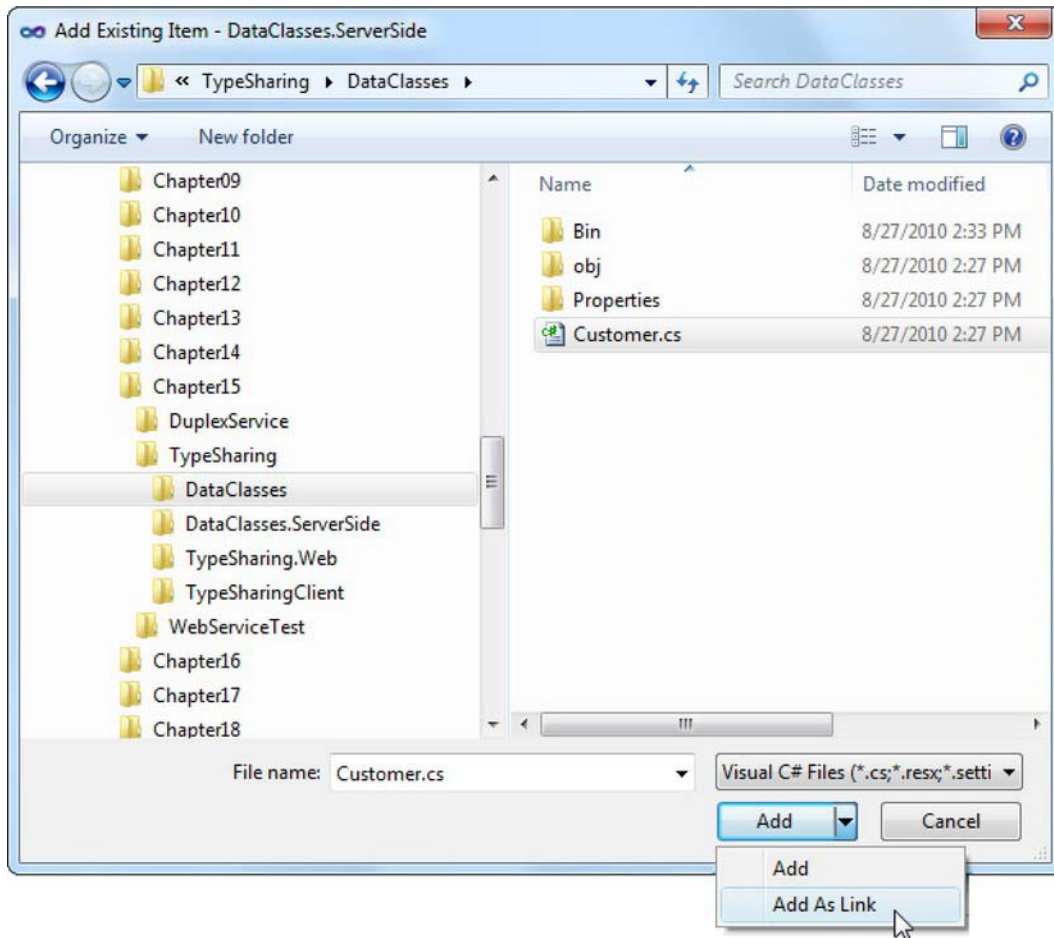 Add Existing Item - DataClasses.ServerSide
« TypeSharing DataClasses
Search DataClasses
Organize
New folder
Chapter09
Chapter10
Chapter11
Chapter12
Chapter13
Chapter14
Chapter15
DuplexService
TypeSharing
DataClasses
DataClasses.ServerSide
TypeSharing.Web
TypeSharingClient
WebServiceTest
Chapter16
Chapter17
Chapter18
Name Date modified
Bin 8/27/2010 2:33 PM
obj 8/27/2010 2:27 PM
Properties 8/27/2010 2:27 PM
C# Customer.cs 8/27/2010 2:27 PM
File name: Customer.cs
Visual C# Files (*.cs;*.resx;*.setti
Add
Cancel
Add
Add As Link